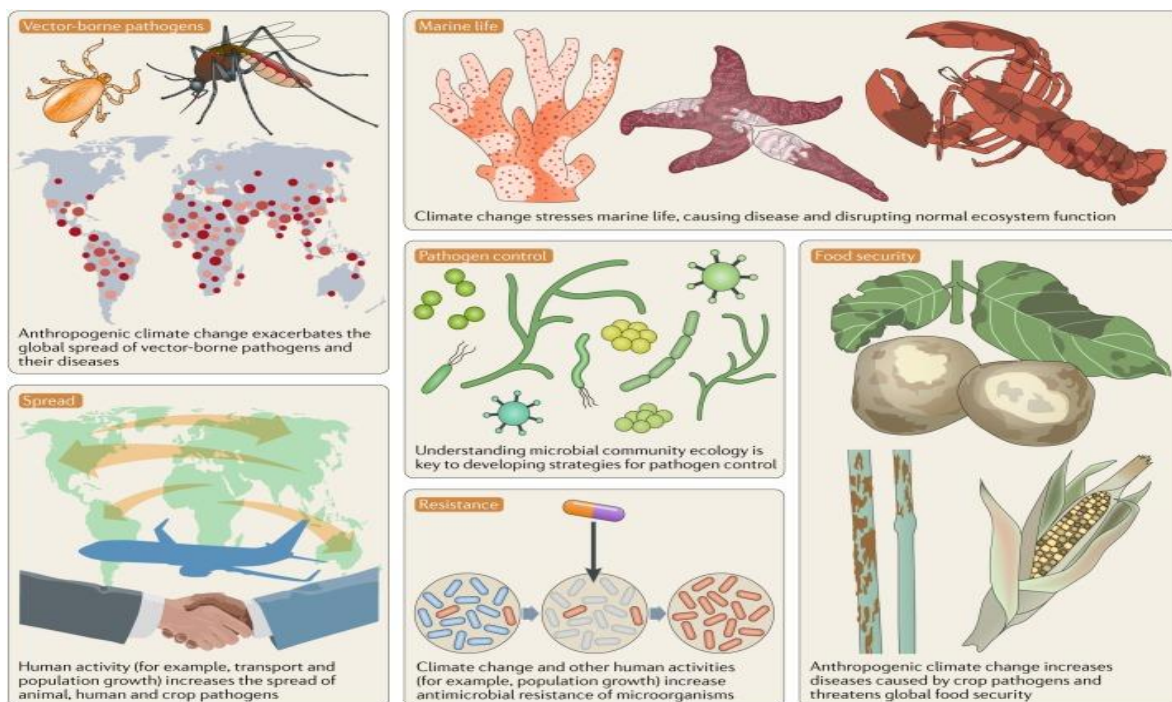 Vector-borne pathogens
Anthropogenic climate change exacerbates the
global spread of vector-borne pathogens and
their diseases
Marine life
Climate change stresses marine life, causing disease and disrupting normal ecosystem function
Pathogen control
Understanding microbial community ecology is
key to developing strategies for pathogen control
Food security
Anthropogenic climate change increases
diseases caused by crop pathogens and
threatens global food security
Spread
Human activity (for example, transport and
population growth) increases the spread of
animal, human and crop pathogens
Resistance
Climate change and other human activities
(for example, population growth) increase
antimicrobial resistance of microorganisms